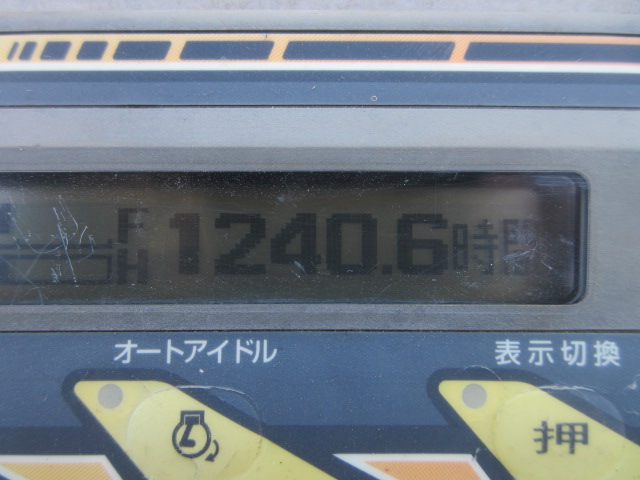 F
H
1240.6時間
オートアイドル
表示切換
押